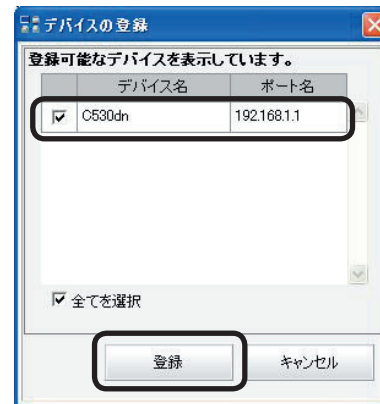 デバイスの登録
登録可能なデバイスを表示しています。
デバイス名 ポート名
C530dn 192.168.1.1
全てを選択
登録 キャンセル